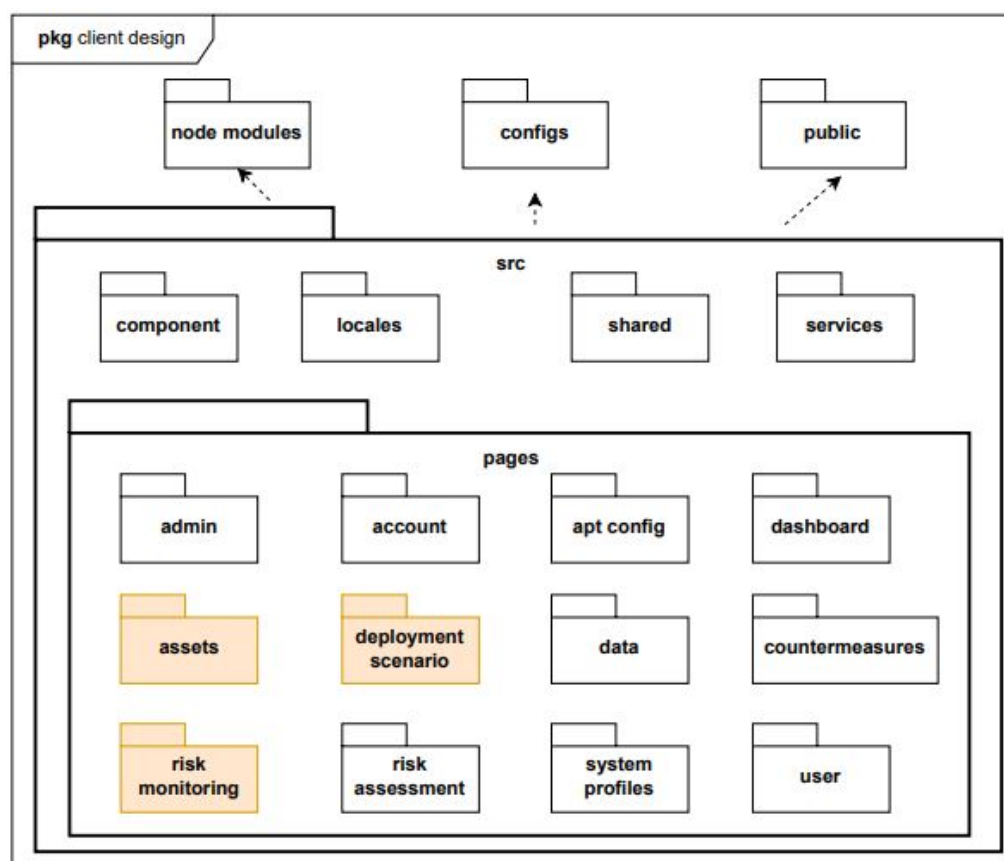 pkg client design
node modules
configs
public
src
component
locales
shared
services
pages
admin
account
apt config
dashboard
assets
deployment
scenario
data
countermeasures
risk
monitoring
risk
assessment
system
profiles
user